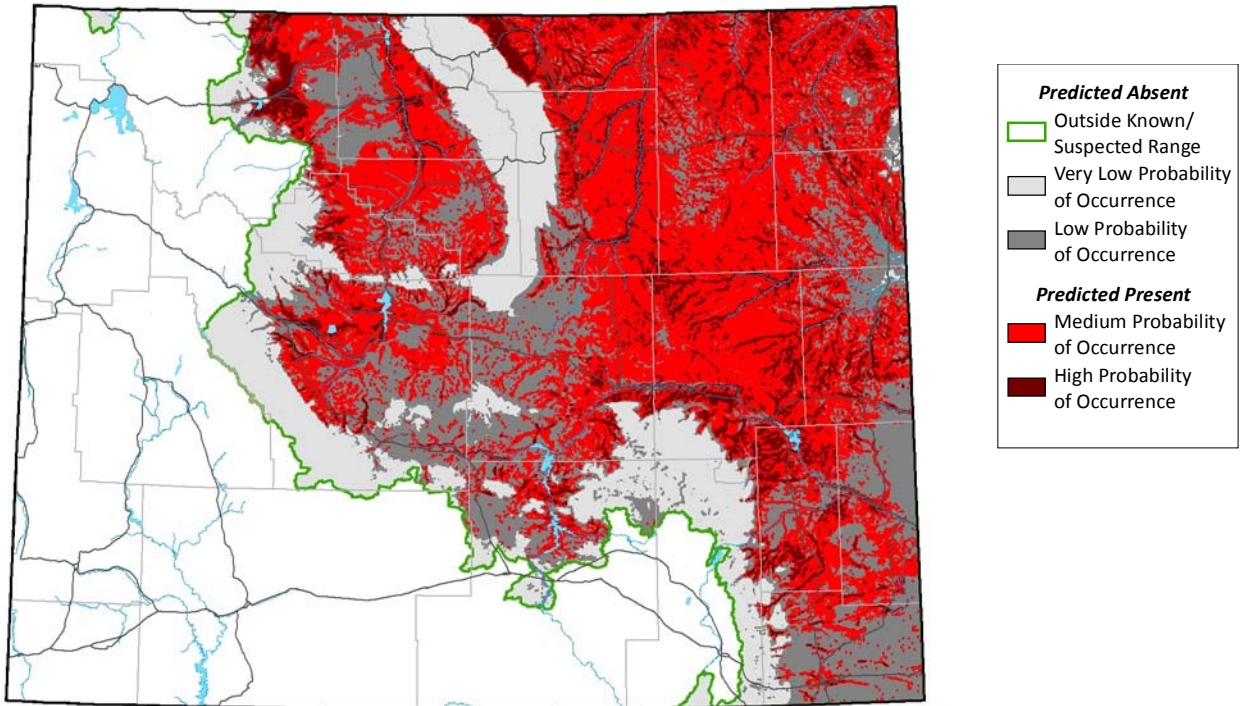 Predicted Absent
Outside Known/
Suspected Range
Very Low Probability
of Occurrence
Low Probability
of Occurrence
Predicted Present
Medium Probability
of Occurrence
High Probability
of Occurrence